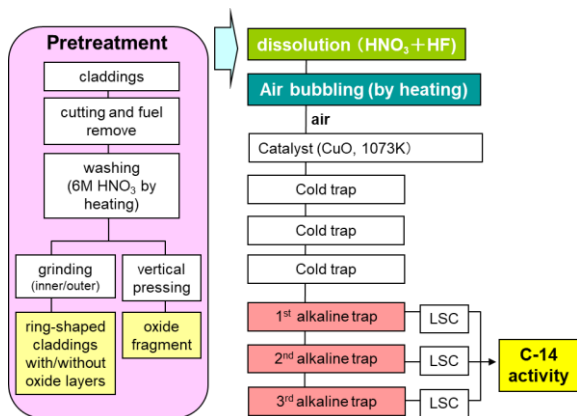 Pretreatment
claddings
cutting and fuel
remove
washing
(6M HNO₃ by
heating)
grinding
(inner/outer)
vertical
pressing
ring-shaped
claddings
with/without
oxide layers
oxide
fragment
dissolution (HNO₃+HF)
Air bubbling (by heating)
air
Catalyst (CuO, 1073K)
Cold trap
Cold trap
Cold trap
1st alkaline trap
LSC
2nd alkaline trap
LSC
3rd alkaline trap
LSC
C-14
activity